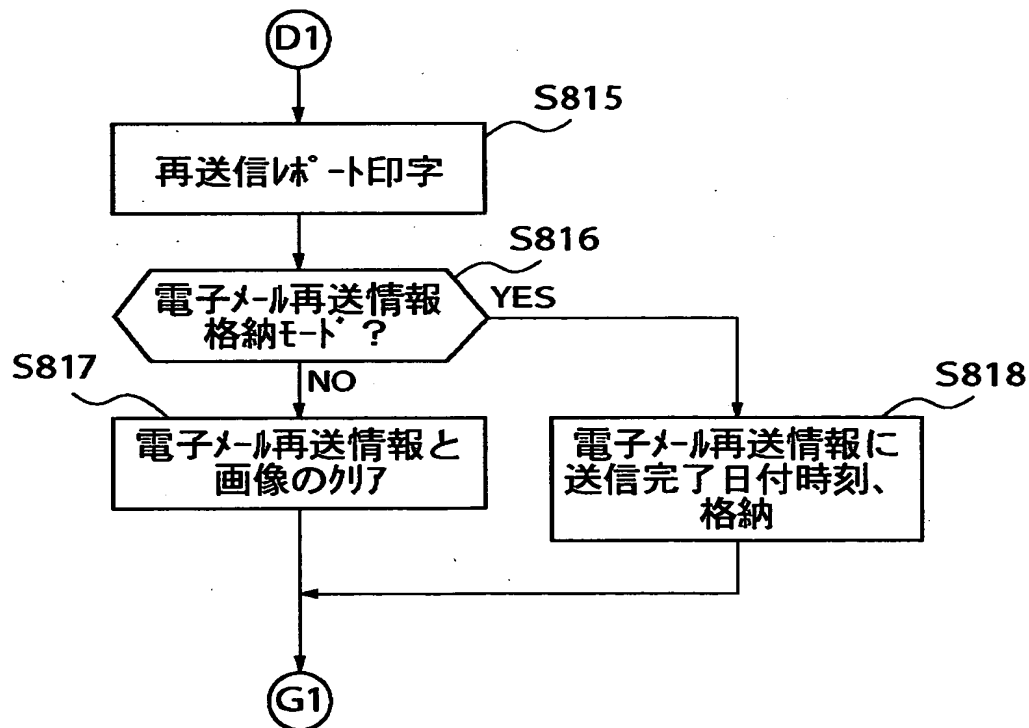 D1
S815
再送信ﾚﾎﾟｰﾄ印字
S816
電子ﾒｰﾙ再送情報
格納ﾓｰﾄﾞ？
YES
NO
S817
電子ﾒｰﾙ再送情報と
画像のｸﾘｱ
S818
電子ﾒｰﾙ再送情報に
送信完了日付時刻、
格納
G1